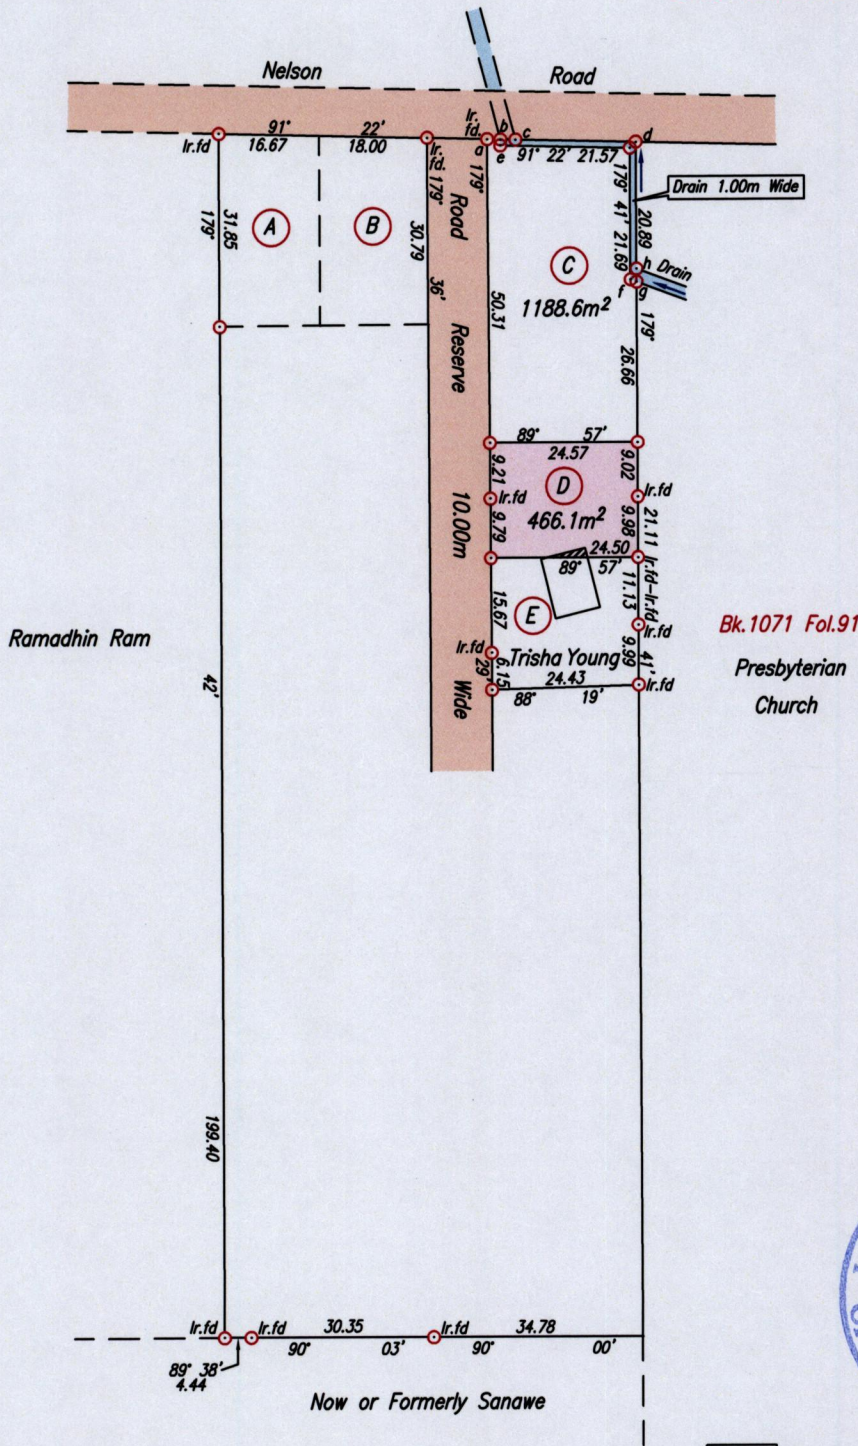 Nelson Road
Ir.fd
91° 22'
16.67 18.00
Ir. fd.
Ir. fd.
a b c d
e
91° 22' 21.57
Drain 1.00m Wide
179° 31.85
A
B
179° 30.79 36'
Road Reserve 10.00m Wide
179° 50.31
C
1188.6m²
179° 41' 21.69
20.89
h Drain
f g
179°
26.66
89° 57'
24.57
9.21
9.02
D
Ir.fd
Ir.fd
466.1m²
9.79
9.98
21.11
24.50
89° 57'
Ir.fd-Ir.fd
11.13
15.67
E
Ir.fd
Bk.1071 Fol.91
Ramadhin Ram
Ir.fd
Trisha Young
9.99 41'
Presbyterian
Church
29' 6.15
24.43
88° 19'
Ir.fd
42'
199.40
Ir.fd
Ir.fd 30.35 Ir.fd 34.78
90° 03' 90° 00'
89° 38'
4.44
Now or Formerly Sanawe